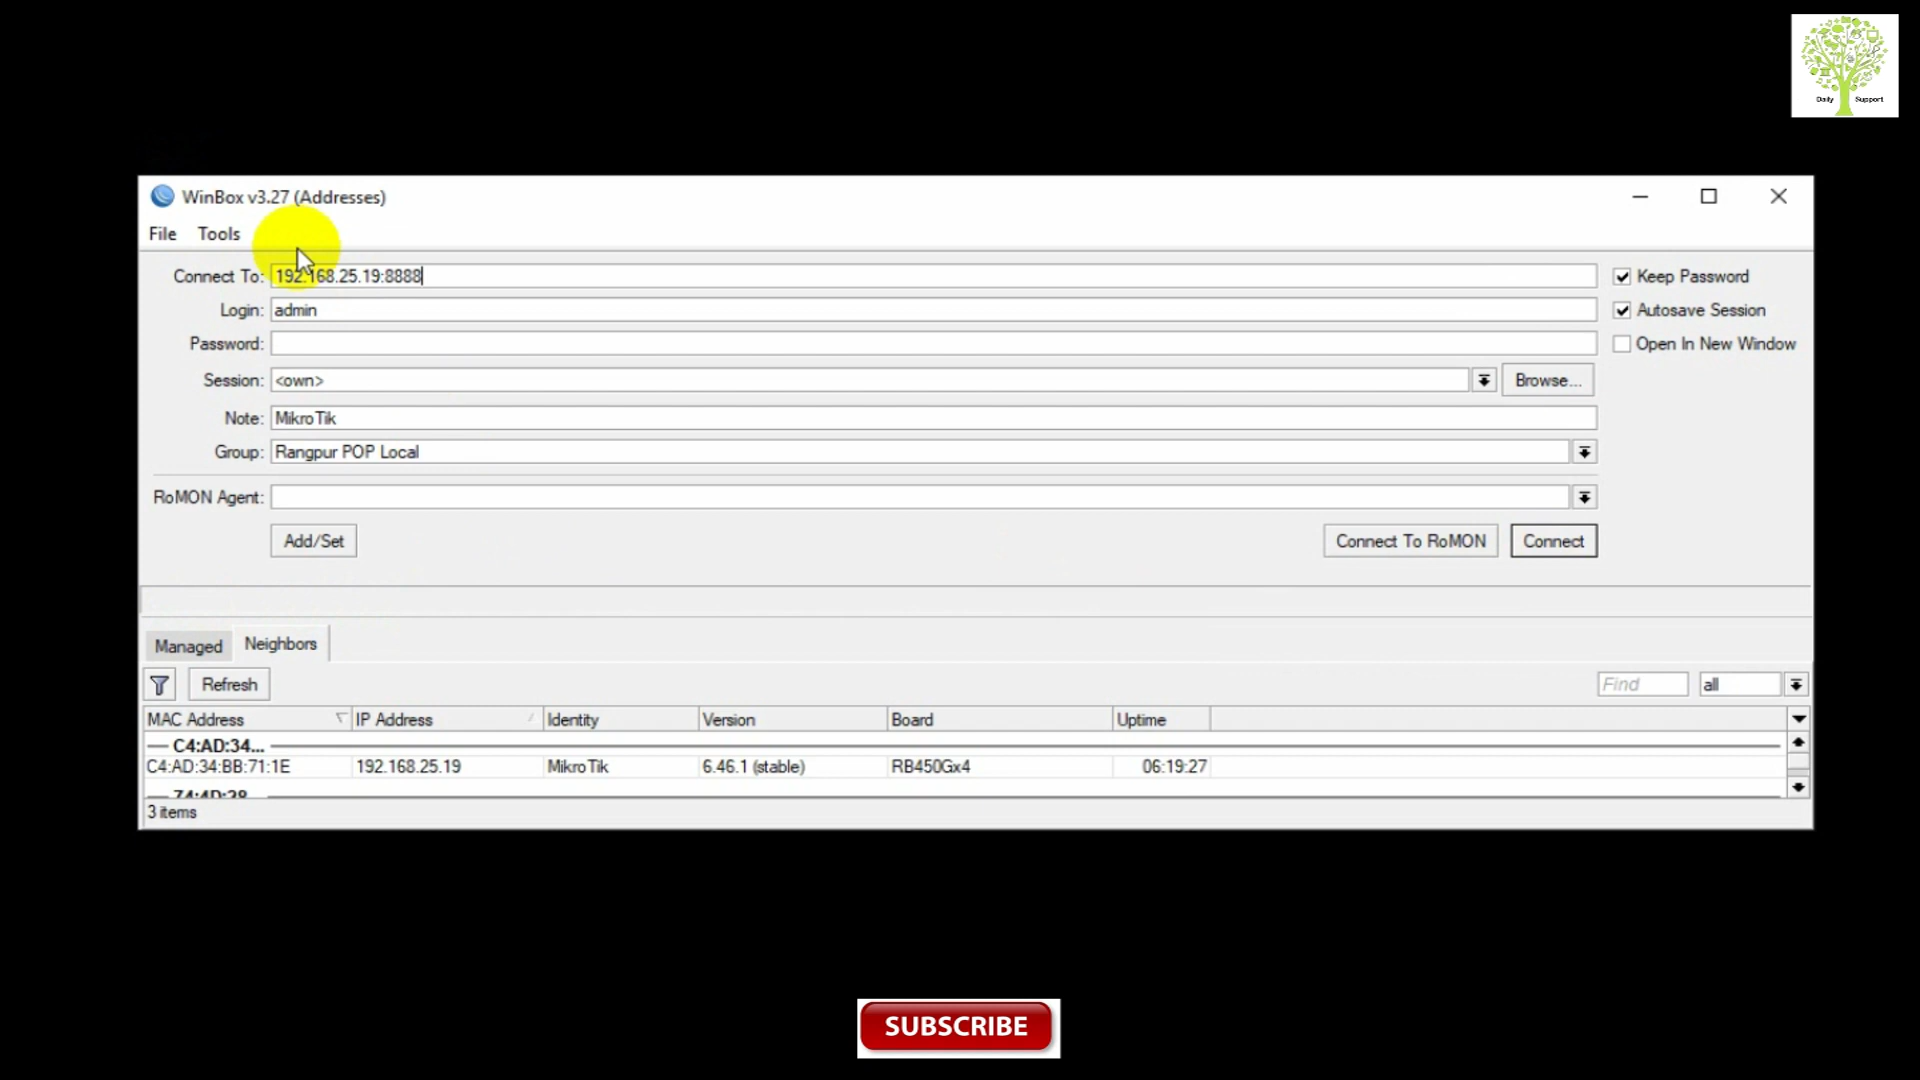 Daily Support
WinBox v3.27 (Addresses)
File Tools
Connect To: 192.168.25.19:8888 Keep Password
Login: admin Autosave Session
Password: Open In New Window
Session: <own> Browse...
Note: MikroTik
Group: Rangpur POP Local
RoMON Agent:
Add/Set Connect To RoMON Connect
Managed Neighbors
Refresh Find all
MAC Address IP Address Identity Version Board Uptime
C4:AD:34...
C4:AD:34:BB:71:1E 192.168.25.19 MikroTik 6.46.1 (stable) RB450Gx4 06:19:27
3 items
SUBSCRIBE